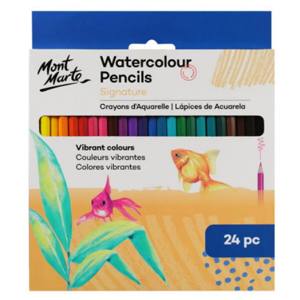 Mont
Marte
Watercolour
Pencils
Signature
Crayons d'Aquarelle | Lápices de Acuarela
Vibrant colours
Couleurs vibrantes
Colores vibrantes
24 pc